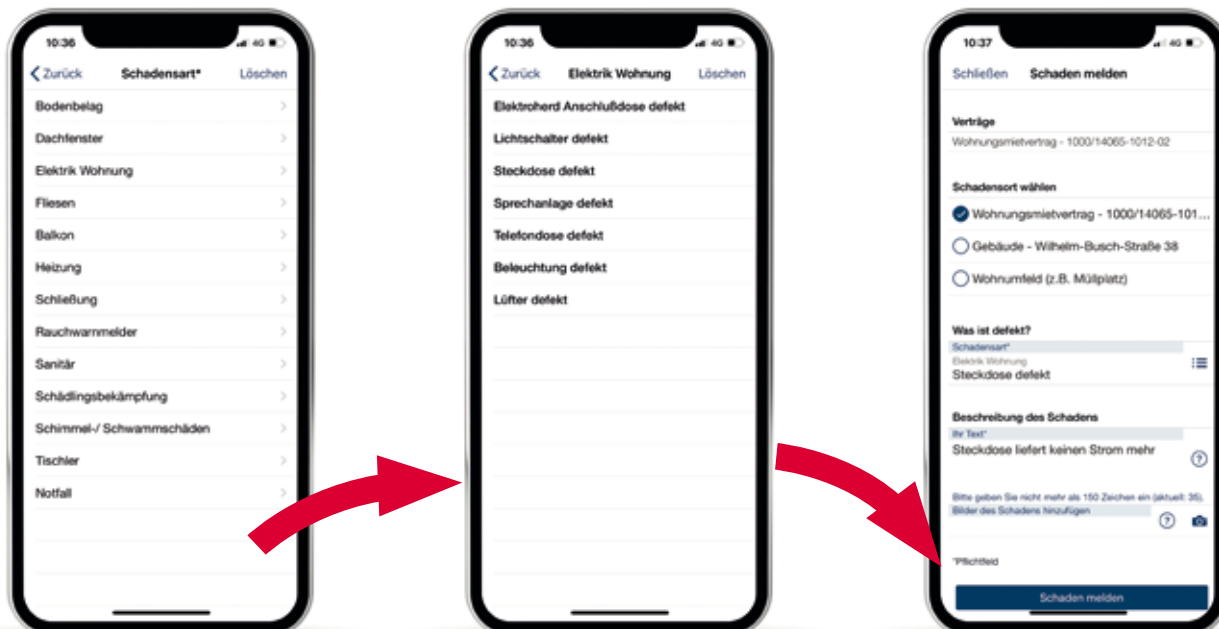 10:36
4G
Zurück
Schadensart*
Löschen
Bodenbelag
Dachfenster
Elektrik Wohnung
Fliesen
Balkon
Heizung
Schließung
Rauchwarnmelder
Sanitär
Schädlingsbekämpfung
Schimmel-/ Schwammschäden
Tischler
Notfall
10:36
4G
Zurück
Elektrik Wohnung
Löschen
Elektroherd Anschlußdose defekt
Lichtschalter defekt
Steckdose defekt
Sprechanlage defekt
Telefondose defekt
Beleuchtung defekt
Lüfter defekt
10:37
4G
Schließen
Schaden melden
Verträge
Wohnungsmietvertrag - 1000/14065-1012-02
Schadensort wählen
Wohnungsmietvertrag - 1000/14065-101...
Gebäude - Wilhelm-Busch-Straße 38
Wohnumfeld (z.B. Müllplatz)
Was ist defekt?
Schadensart*
Elektrik Wohnung
Steckdose defekt
Beschreibung des Schadens
Ihr Text*
Steckdose liefert keinen Strom mehr
Bitte geben Sie nicht mehr als 150 Zeichen ein (aktuell: 35).
Bilder des Schadens hinzufügen
*Pflichtfeld
Schaden melden